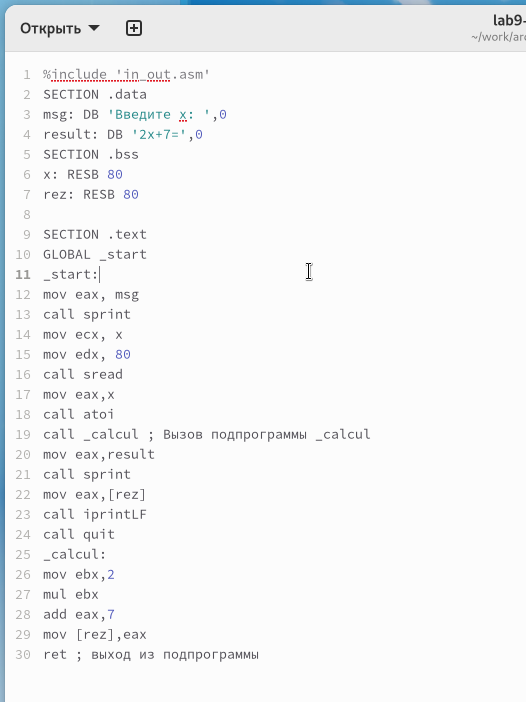 Открыть
lab9-
~/work/arc
1 %include 'in_out.asm'
2 SECTION .data
3 msg: DB 'Введите x: ',0
4 result: DB '2x+7=',0
5 SECTION .bss
6 x: RESB 80
7 rez: RESB 80
8
9 SECTION .text
10 GLOBAL _start
11 _start:
12 mov eax, msg
13 call sprint
14 mov ecx, x
15 mov edx, 80
16 call sread
17 mov eax,x
18 call atoi
19 call _calcul ; Вызов подпрограммы _calcul
20 mov eax,result
21 call sprint
22 mov eax,[rez]
23 call iprintLF
24 call quit
25 _calcul:
26 mov ebx,2
27 mul ebx
28 add eax,7
29 mov [rez],eax
30 ret ; выход из подпрограммы